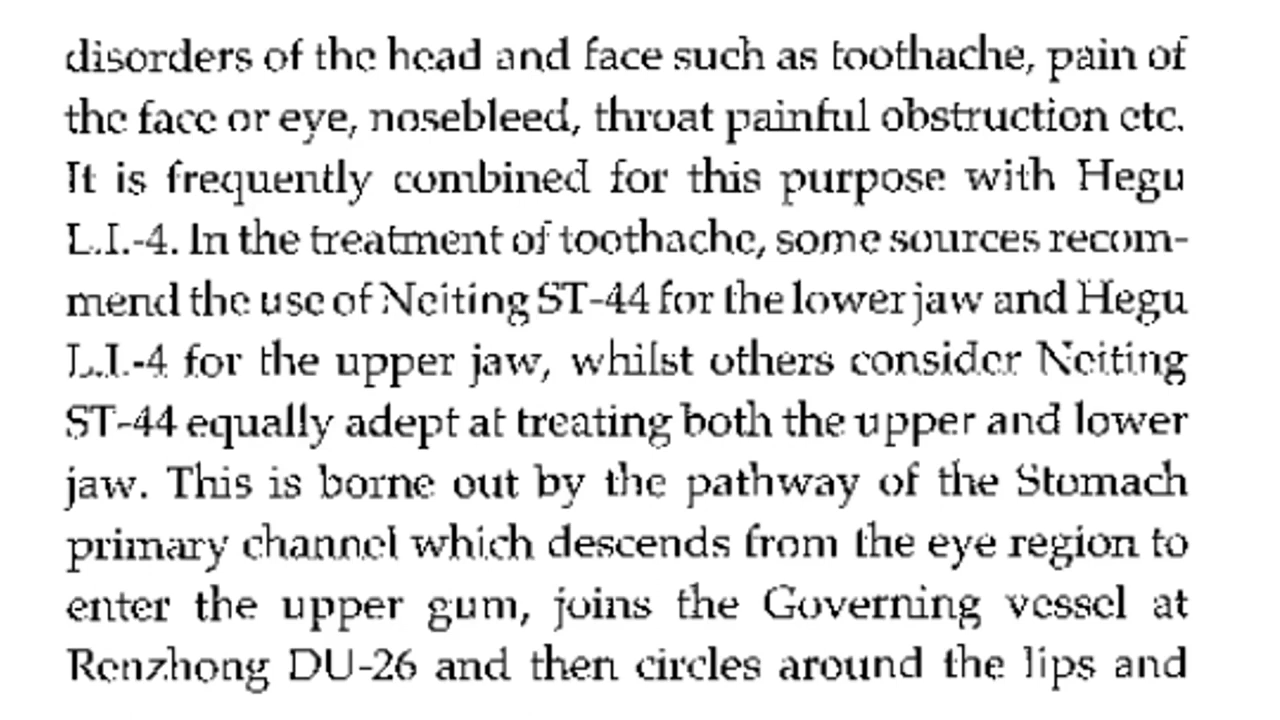 disorders of the head and face such as toothache, pain of
the face or eye, nosebleed, throat painful obstruction etc.
It is frequently combined for this purpose with Hegu
L.I.-4. In the treatment of toothache, some sources recom-
mend the use of Neiting ST-44 for the lower jaw and Hegu
L.I.-4 for the upper jaw, whilst others consider Neiting
ST-44 equally adept at treating both the upper and lower
jaw. This is borne out by the pathway of the Stomach
primary channel which descends from the eye region to
enter the upper gum, joins the Governing vessel at
Renzhong DU-26 and then circles around the lips and